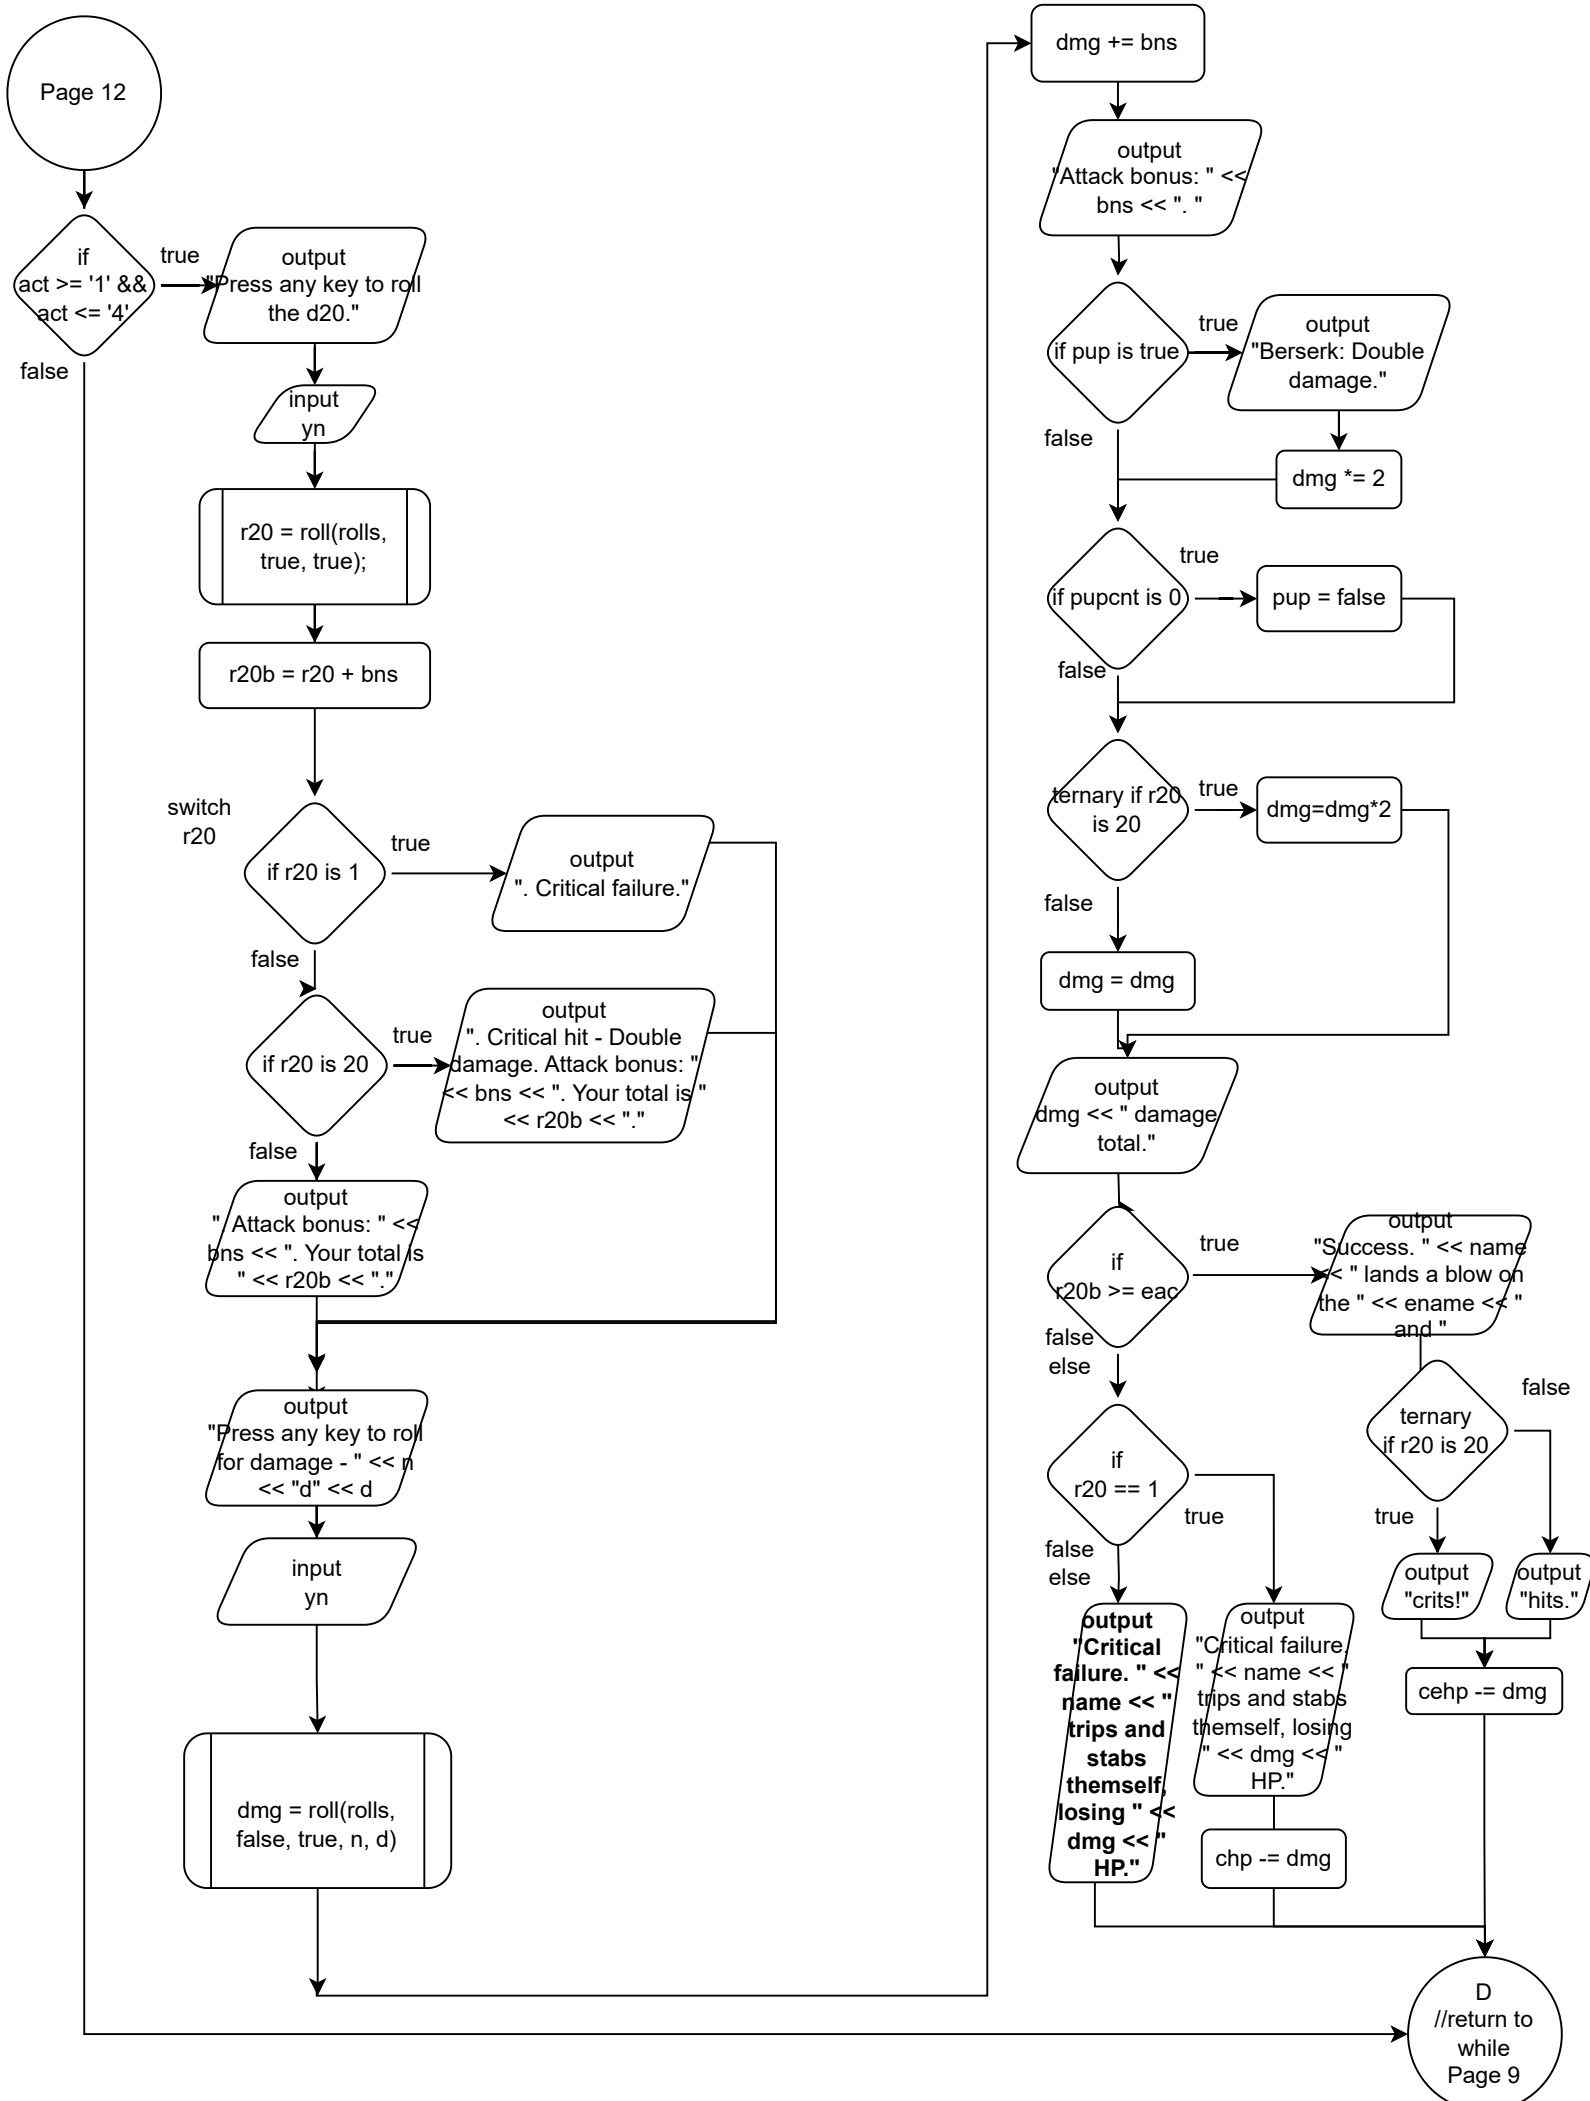 Page 12
if
act >= '1' &&
act <= '4'
true
false
output
"Press any key to roll
the d20."
input
yn
r20 = roll(rolls,
true, true);
r20b = r20 + bns
switch
r20
if r20 is 1
true
output
". Critical failure."
false
if r20 is 20
true
output
". Critical hit - Double
damage. Attack bonus: "
<< bns << ". Your total is "
<< r20b << "."
false
output
". Attack bonus: " <<
bns << ". Your total is
" << r20b << "."
output
"Press any key to roll
for damage - " << n
<< "d" << d
input
yn
dmg = roll(rolls,
false, true, n, d)
dmg += bns
output
"Attack bonus: " <<
bns << ". "
if pup is true
true
output
"Berserk: Double
damage."
false
dmg *= 2
if pupcnt is 0
true
pup = false
false
ternary if r20
is 20
true
dmg=dmg*2
false
dmg = dmg
output
dmg << " damage
total."
if
r20b >= eac
true
output
"Success. " << name
<< " lands a blow on
the " << ename << "
and "
false
else
ternary
if r20 is 20
false
true
output
"crits!"
output
"hits."
cehp -= dmg
if
r20 == 1
true
false
else
output
"Critical
failure. " <<
name << "
trips and
stabs
themself,
losing " <<
dmg << "
HP."
output
"Critical failure.
" << name << "
trips and stabs
themself, losing
" << dmg << "
HP."
chp -= dmg
D
//return to
while
Page 9